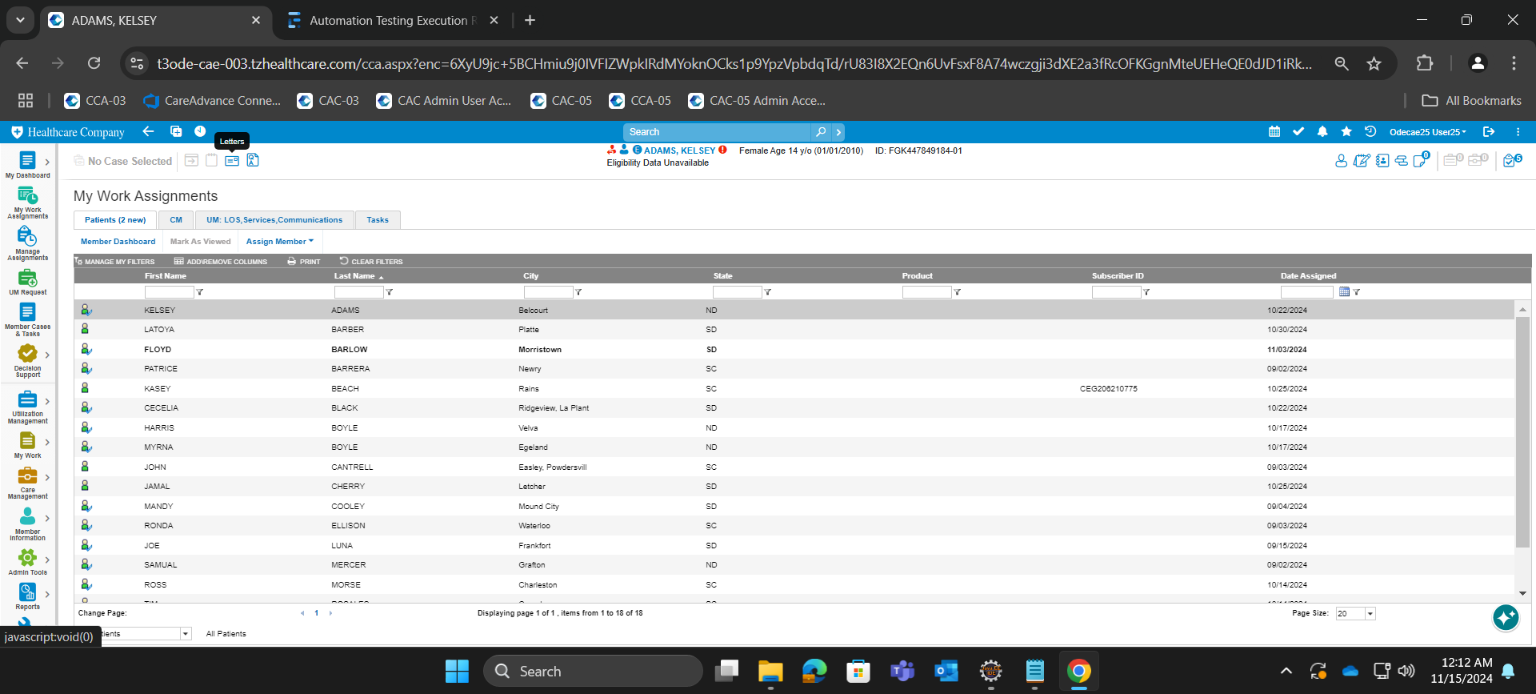 ADAMS, KELSEY
Automation Testing Execution R
t3ode-cae-003.tzhealthcare.com/cca.aspx?enc=6XyU9jc+5BCHmiu9j0IVFIZWpkIRdMYoknOCks1p9YpzVpbdqTd/rU83I8X2EQn6UvFsxF8A74wczgji3dXE2a3fRcOFKGgnMteUEHeQE0dJD1iRk...
CCA-03 CareAdvance Conne... CAC-03 CAC Admin User Ac... CAC-05 CCA-05 CAC-05 Admin Acce... All Bookmarks
Healthcare Company Search Odecae25 User25
Letters
No Case Selected ADAMS, KELSEY Female Age 14 y/o (01/01/2010) ID: FGK447849184-01
Eligibility Data Unavailable
My Dashboard
My Work Assignments
Manage Assignments
UM Request
Member Cases & Tasks
Decision Support
Utilization Management
My Work
Care Management
Member Information
Admin Tools
Reports
My Work Assignments
Patients (2 new) CM UM: LOS,Services,Communications Tasks
Member Dashboard Mark As Viewed Assign Member
MANAGE MY FILTERS ADD\REMOVE COLUMNS PRINT CLEAR FILTERS
First Name Last Name City State Product Subscriber ID Date Assigned
KELSEY ADAMS Belcourt ND 10/22/2024
LATOYA BARBER Platte SD 10/30/2024
FLOYD BARLOW Morristown SD 11/03/2024
PATRICE BARRERA Newry SC 09/02/2024
KASEY BEACH Rains SC CEG206210775 10/25/2024
CECELIA BLACK Ridgeview, La Plant SD 10/22/2024
HARRIS BOYLE Velva ND 10/17/2024
MYRNA BOYLE Egeland ND 10/17/2024
JOHN CANTRELL Easley, Powdersvill SC 09/03/2024
JAMAL CHERRY Letcher SD 10/25/2024
MANDY COOLEY Mound City SD 09/04/2024
RONDA ELLISON Waterloo SC 09/03/2024
JOE LUNA Frankfort SD 09/15/2024
SAMUAL MERCER Grafton ND 09/02/2024
ROSS MORSE Charleston SC 10/14/2024
Change Page: 1 Displaying page 1 of 1 , items from 1 to 18 of 18 Page Size: 20
javascript:void(0) All Patients
Search
12:12 AM
11/15/2024